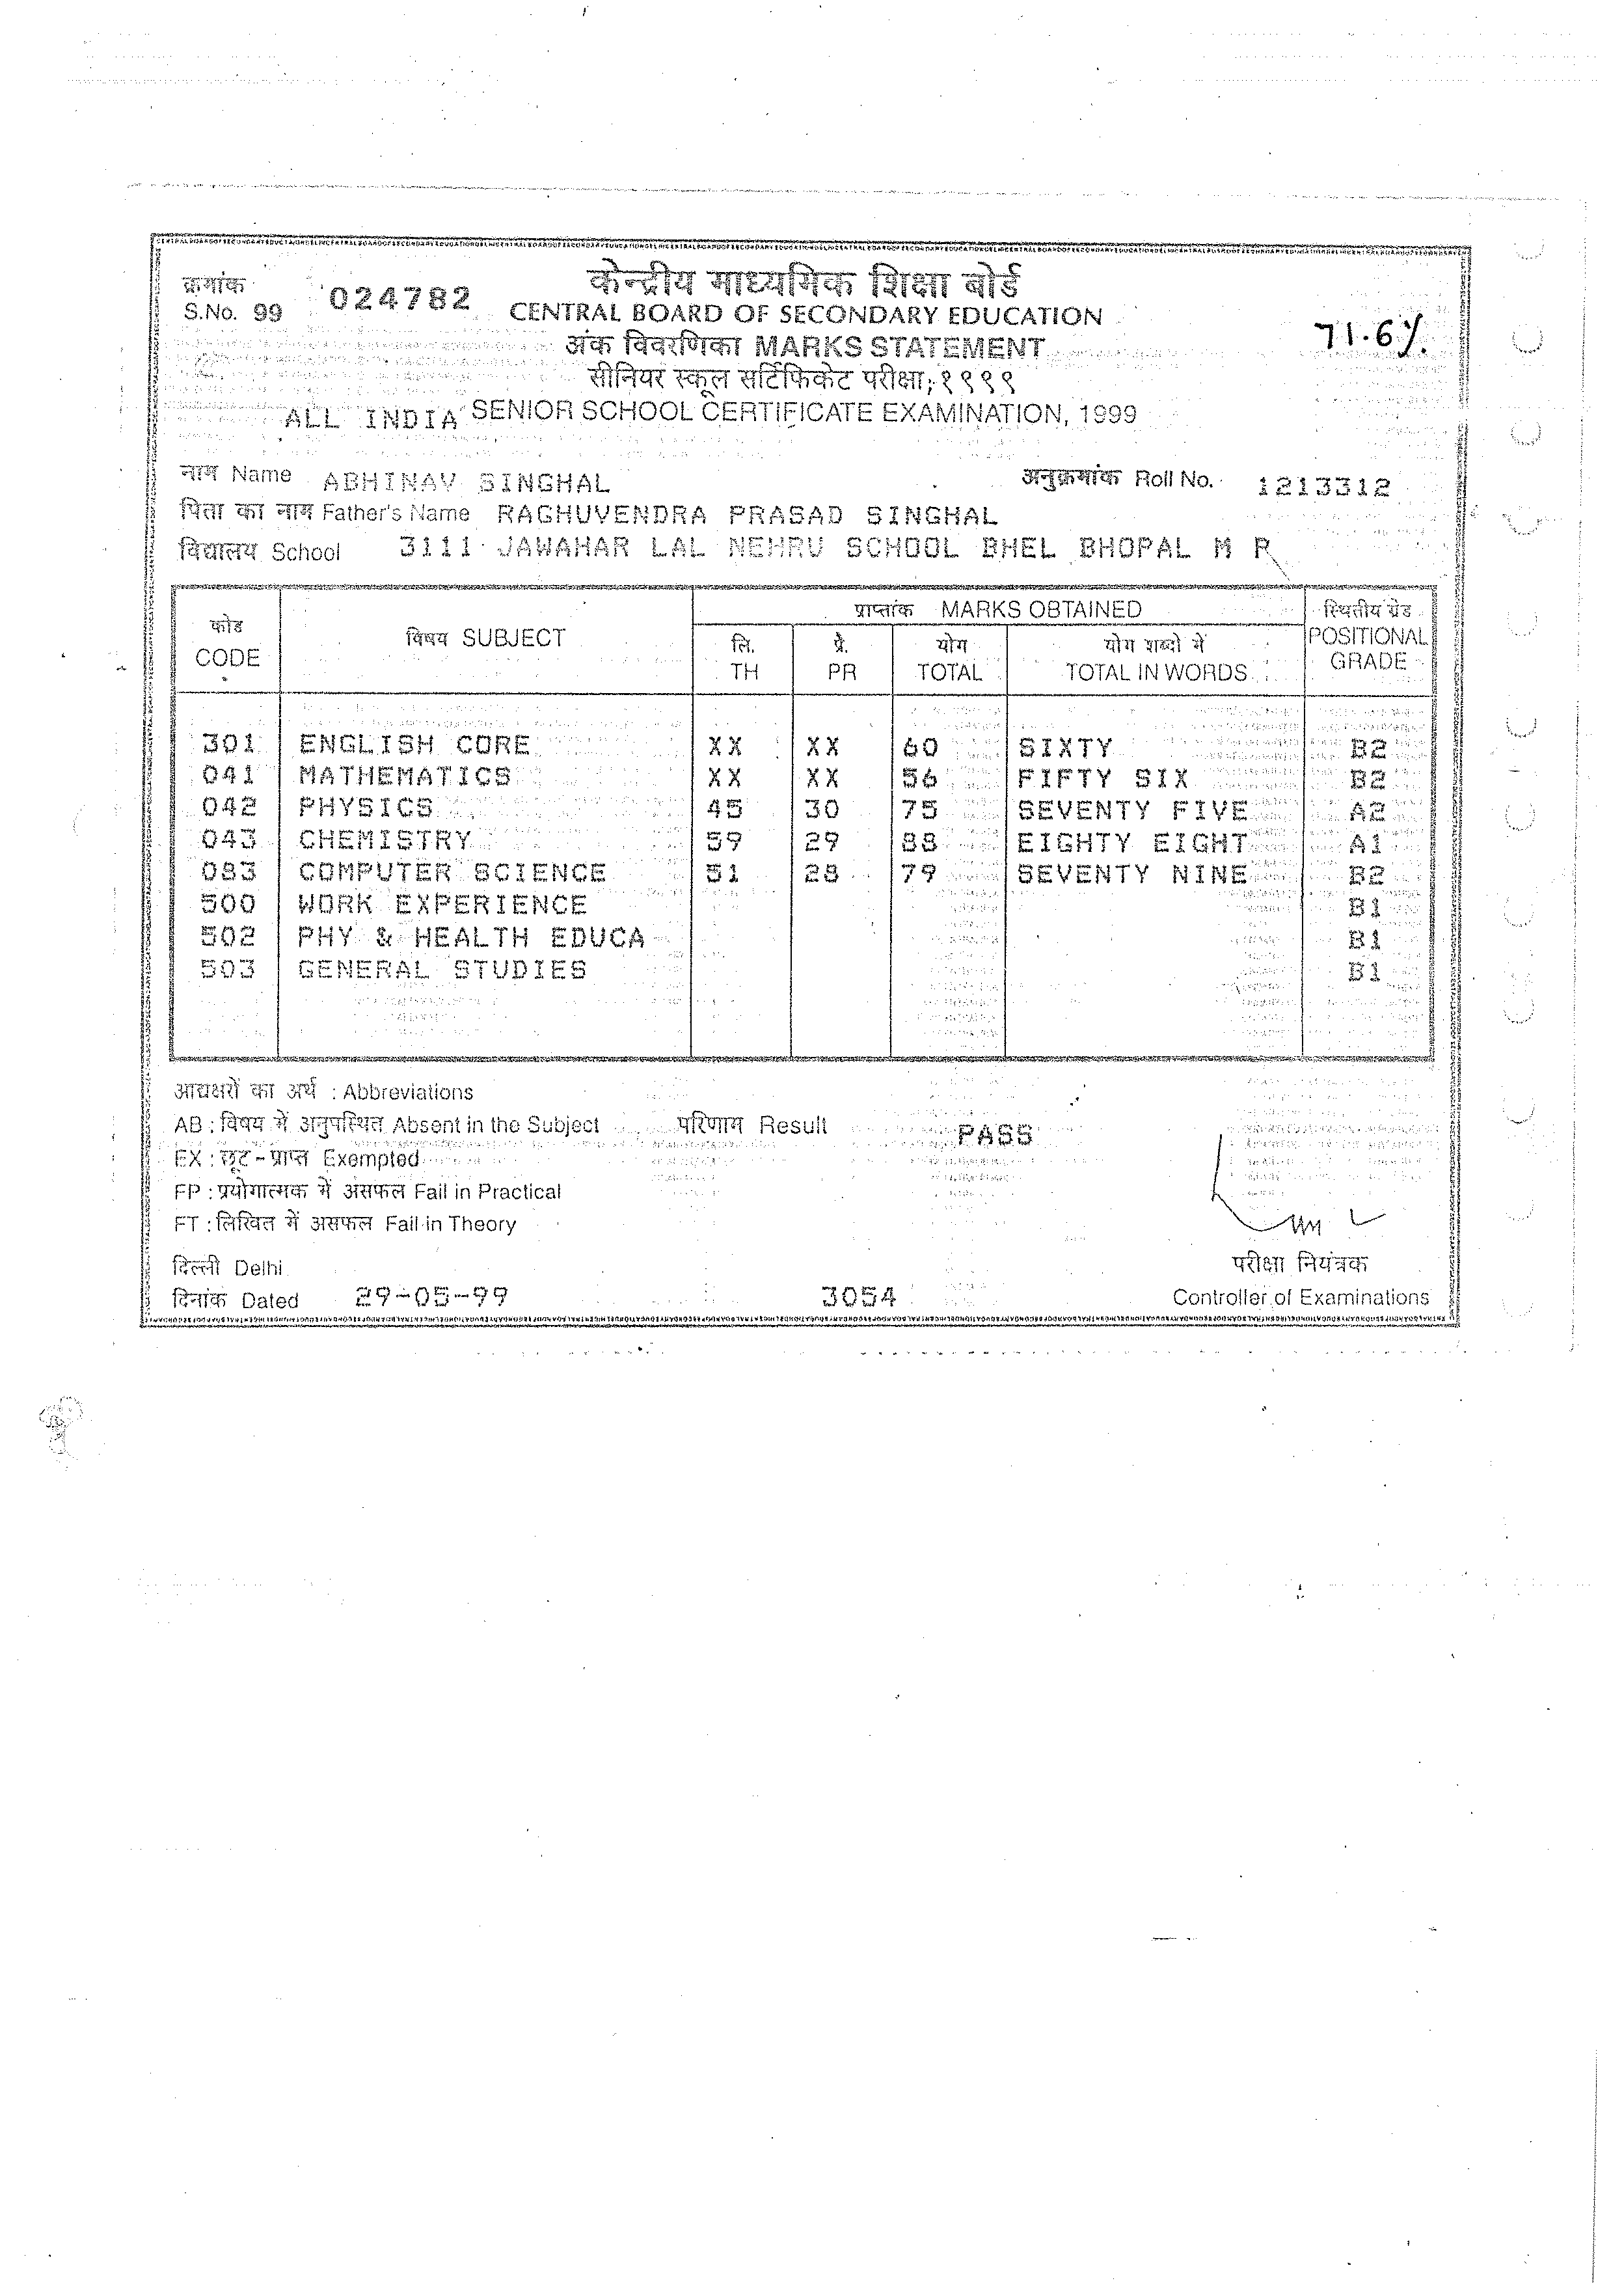 क्रमांक
S.No. 99 024782
केन्द्रीय माध्यमिक शिक्षा बोर्ड
CENTRAL BOARD OF SECONDARY EDUCATION
71.6%
अंक विवरणिका MARKS STATEMENT
सीनियर स्कूल सर्टिफिकेट परीक्षा, १९९९
ALL INDIA SENIOR SCHOOL CERTIFICATE EXAMINATION, 1999
नाम Name ABHINAV SINGHAL अनुक्रमांक Roll No. 1213312
पिता का नाम Father's Name RAGHUVENDRA PRASAD SINGHAL
विद्यालय School 3111 JAWAHAR LAL NEHRU SCHOOL BHEL BHOPAL M P
कोड विषय SUBJECT प्राप्तांक MARKS OBTAINED स्थितीय ग्रेड
CODE लि. प्रै. योग योग शब्दो में POSITIONAL
TH PR TOTAL TOTAL IN WORDS GRADE
301 ENGLISH CORE XX XX 60 SIXTY B2
041 MATHEMATICS XX XX 56 FIFTY SIX B2
042 PHYSICS 45 30 75 SEVENTY FIVE A2
043 CHEMISTRY 59 29 88 EIGHTY EIGHT A1
083 COMPUTER SCIENCE 51 28 79 SEVENTY NINE B2
500 WORK EXPERIENCE B1
502 PHY & HEALTH EDUCA B1
503 GENERAL STUDIES B1
आद्यक्षरों का अर्थ : Abbreviations
AB : विषय में अनुपस्थित Absent in the Subject परिणाम Result PASS
EX : छूट - प्राप्त Exempted
FP : प्रयोगात्मक में असफल Fail in Practical
FT : लिखित में असफल Fail in Theory
दिल्ली Delhi परीक्षा नियंत्रक
दिनांक Dated 29-05-99 3054 Controller of Examinations